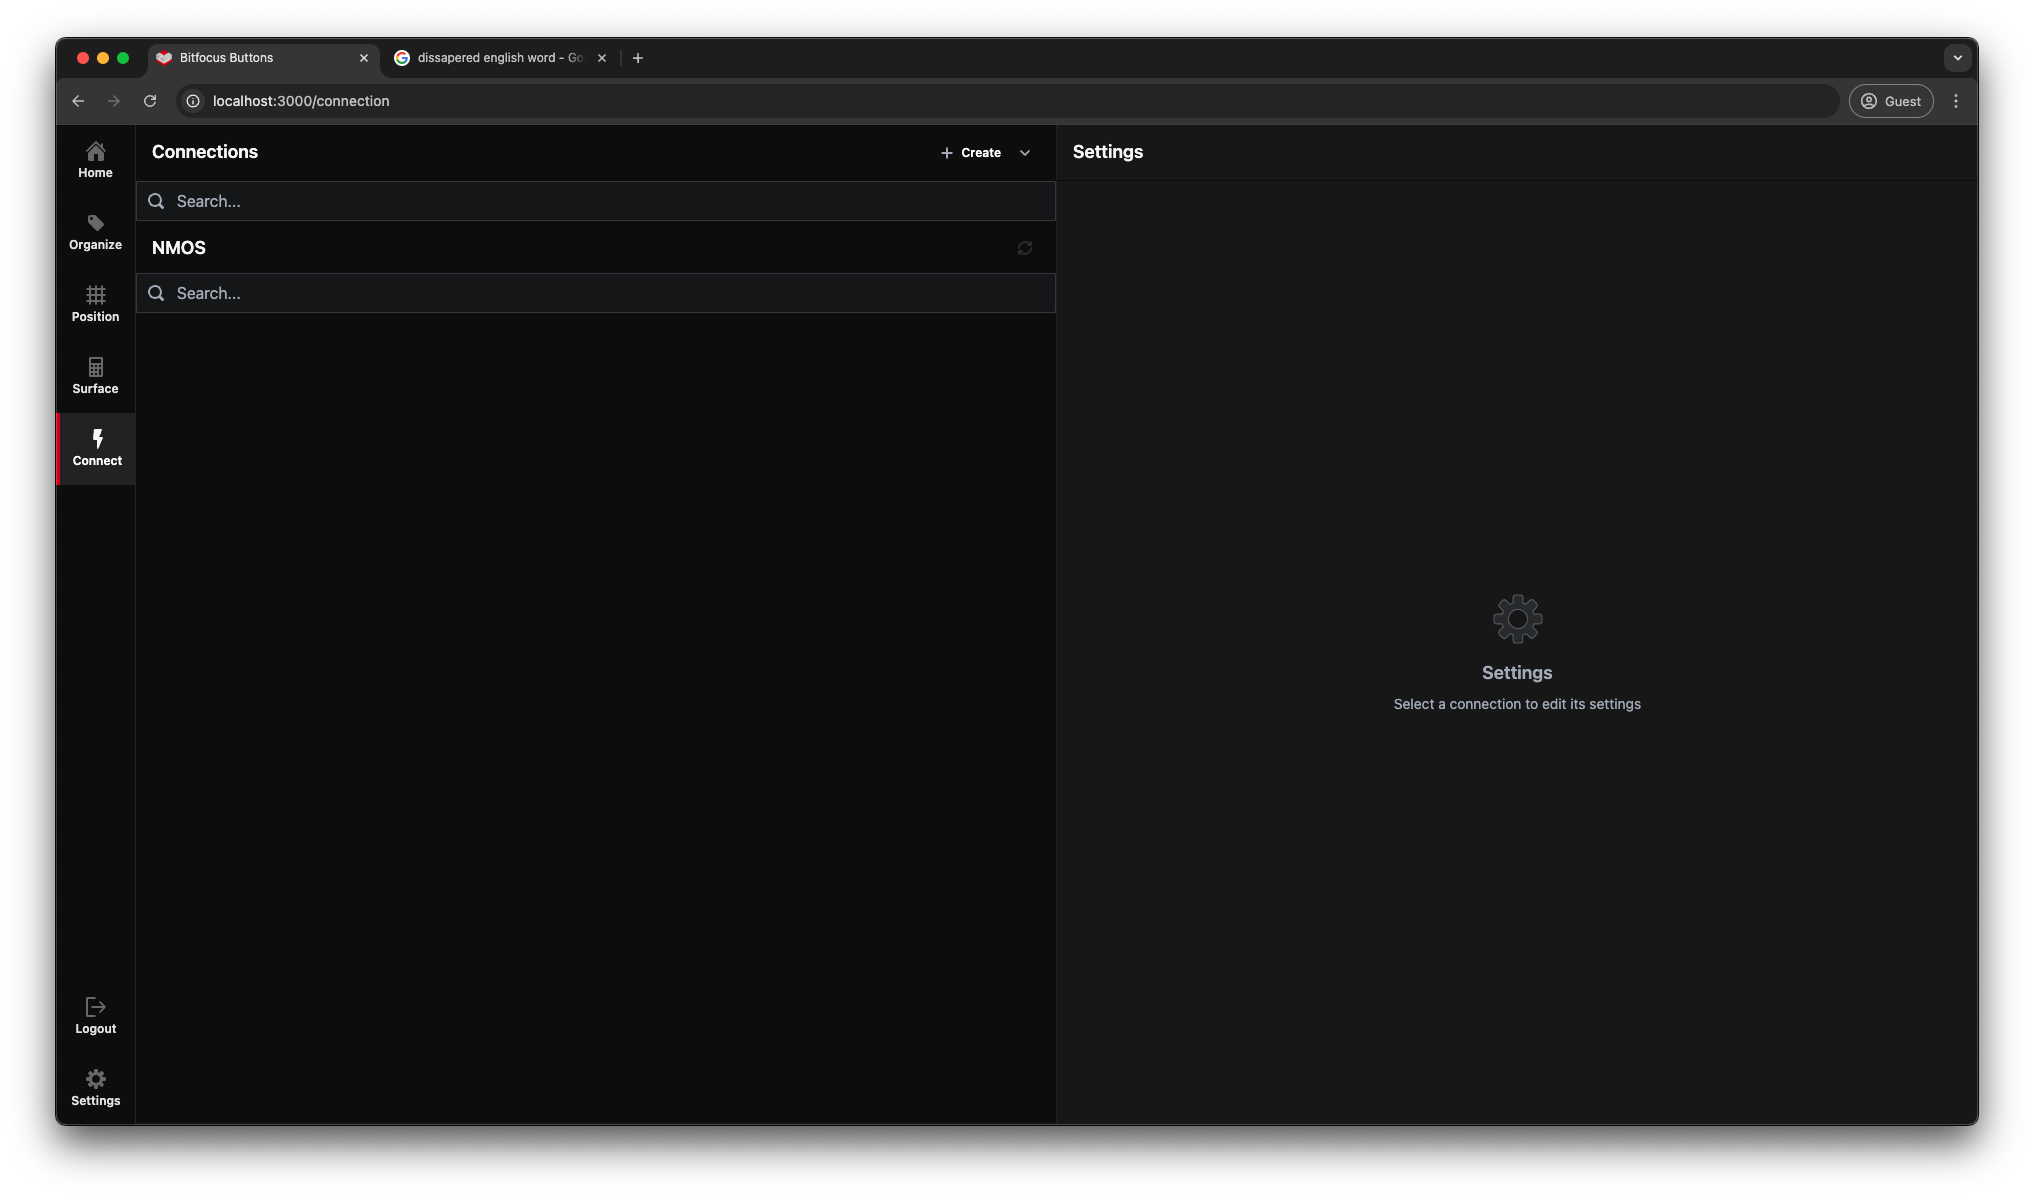 Bitfocus Buttons
dissapered english word - Go
localhost:3000/connection
Guest
Home
Organize
Position
Surface
Connect
Logout
Settings
Connections
Create
Search...
NMOS
Search...
Settings
Settings
Select a connection to edit its settings